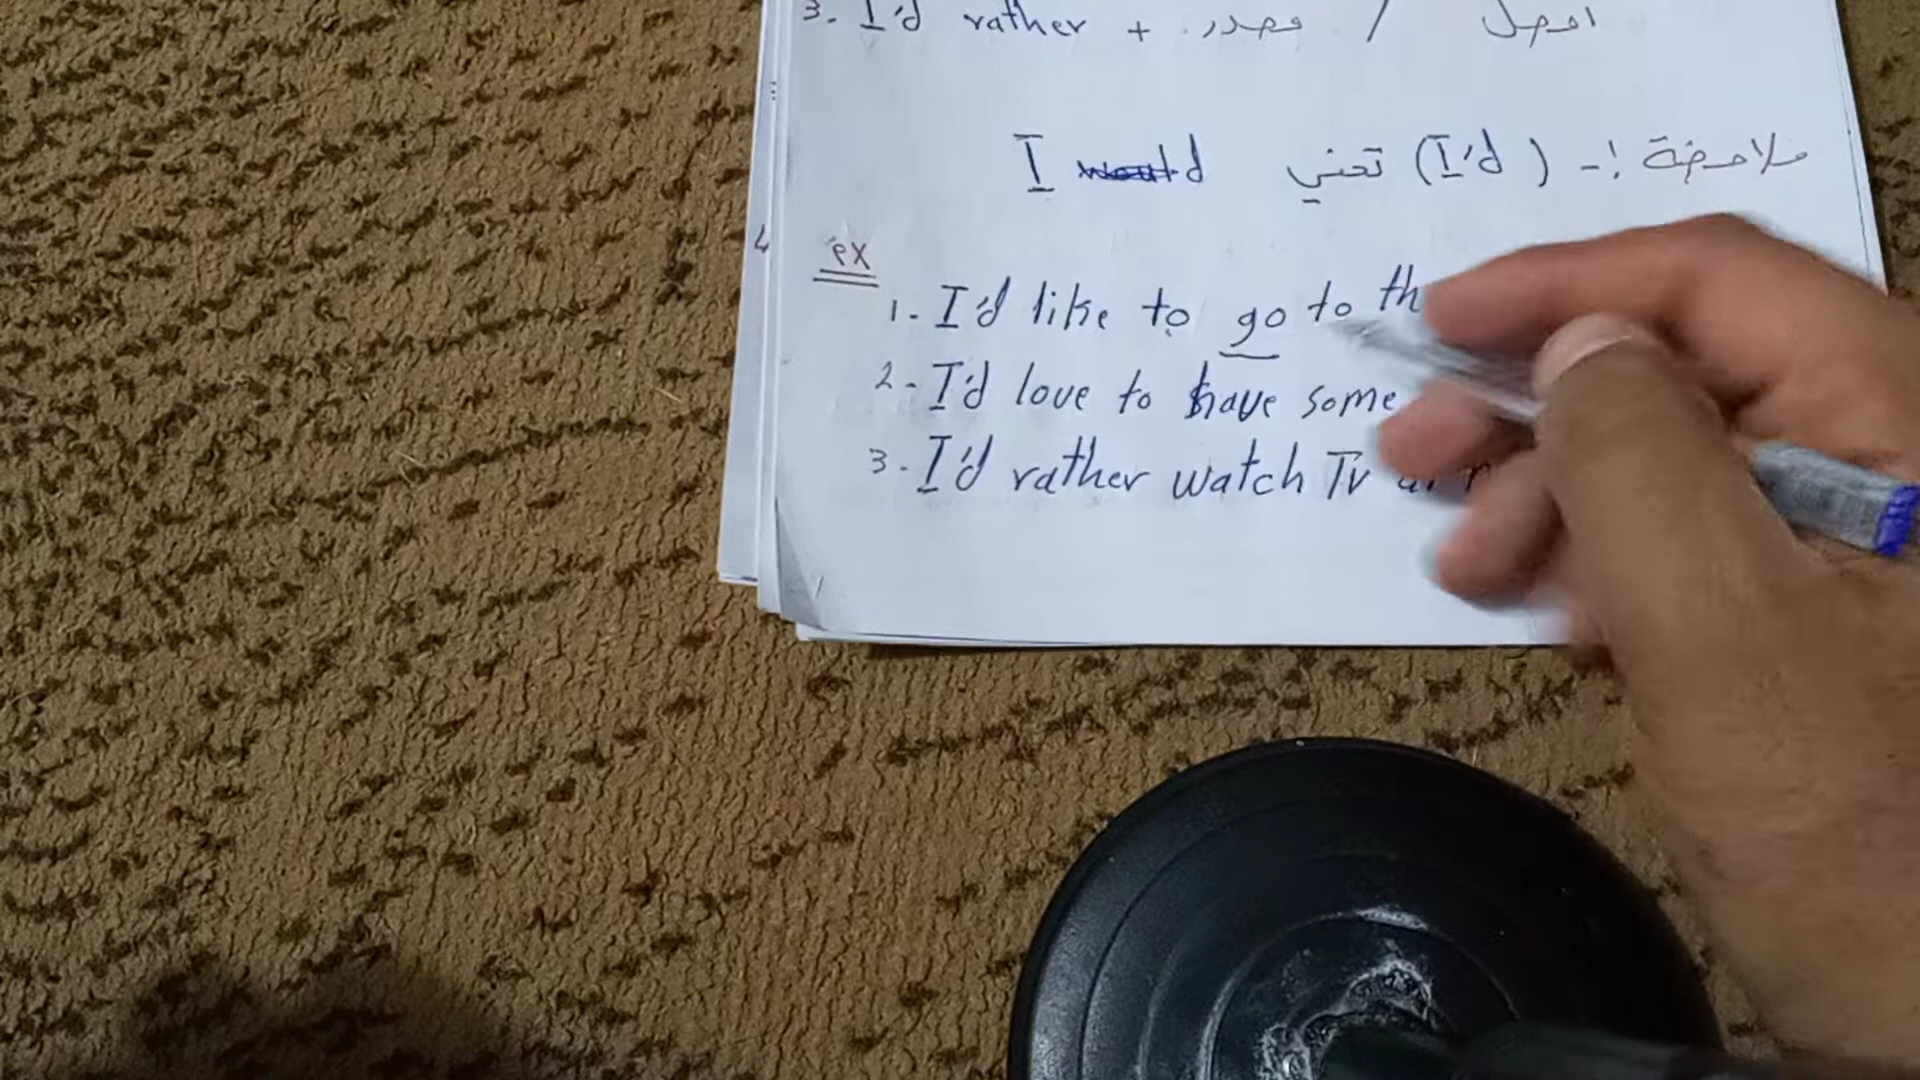 3. I'd rather + مصدر / افضل
ملاحظة :- (I'd) تعني I would
ex
1. I'd like to go to th
2. I'd love to have some
3. I'd rather watch Tv